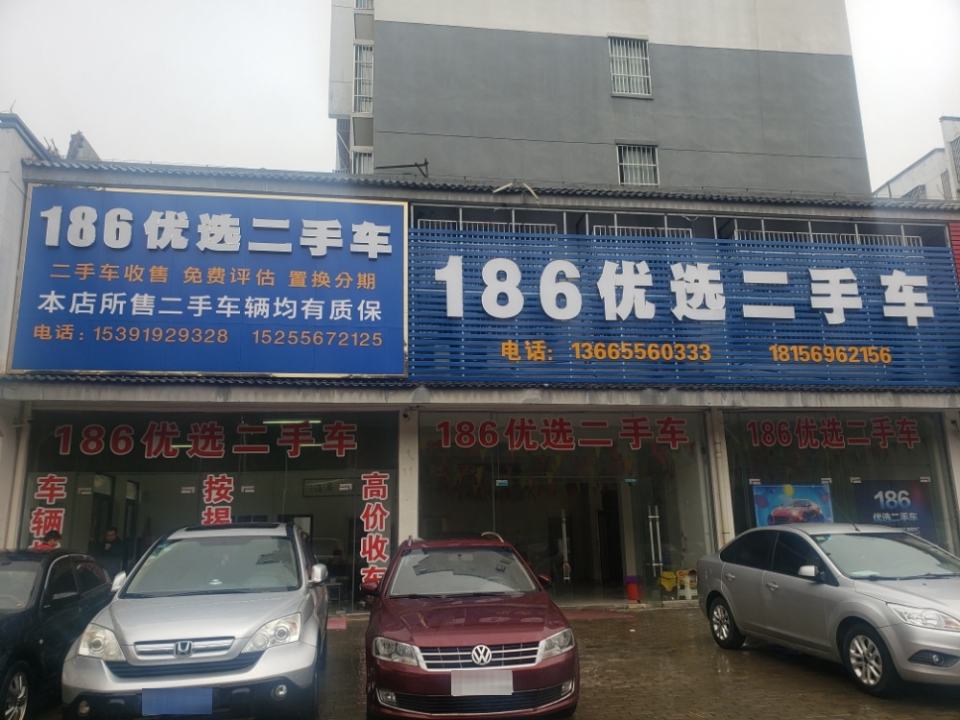 186优选二手车
二手车收售 免费评估 置换分期
本店所售二手车辆均有质保
电话：15391929328 15255672125
186优选二手车
电话：13665560333 18156962156
186优选二手车
186优选二手车
186优选二手车
车辆
按揭
高价收车
186
优选二手车